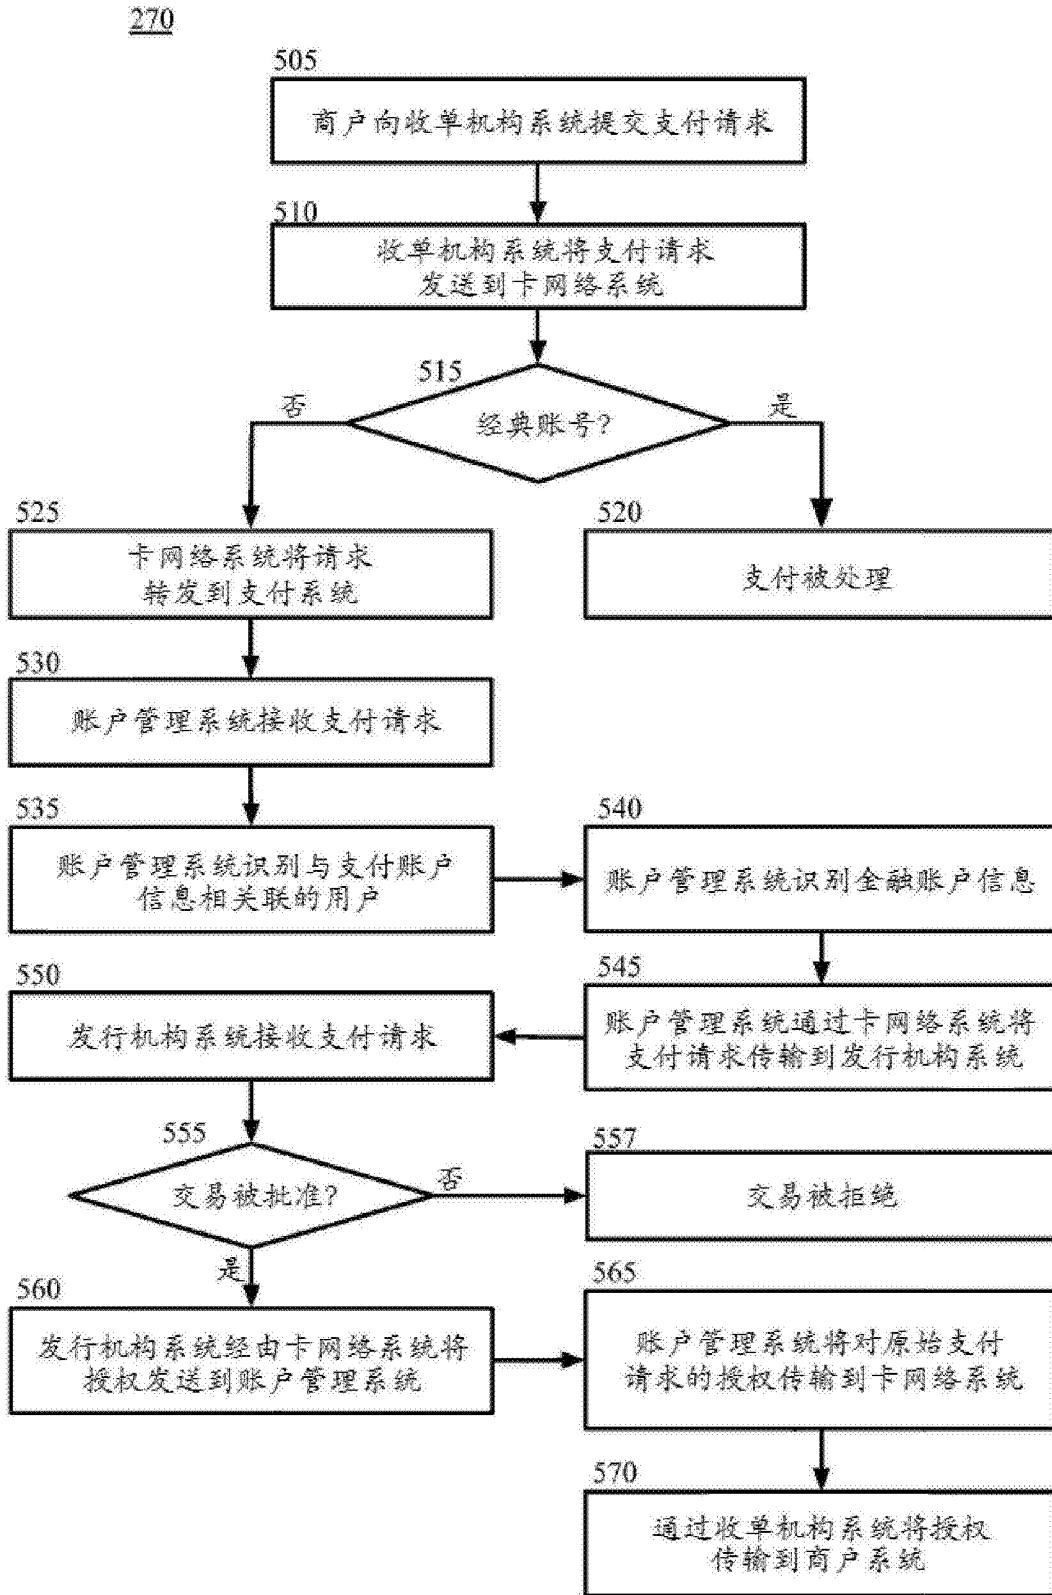 270
505
商户向收单机构系统提交支付请求
510
收单机构系统将支付请求
发送到卡网络系统
515
经典账号?
否
是
525
卡网络系统将请求
转发到支付系统
520
支付被处理
530
账户管理系统接收支付请求
535
账户管理系统识别与支付账户
信息相关联的用户
540
账户管理系统识别金融账户信息
545
账户管理系统通过卡网络系统将
支付请求传输到发行机构系统
550
发行机构系统接收支付请求
555
交易被批准?
否
是
557
交易被拒绝
560
发行机构系统经由卡网络系统将
授权发送到账户管理系统
565
账户管理系统将对原始支付
请求的授权传输到卡网络系统
570
通过收单机构系统将授权
传输到商户系统